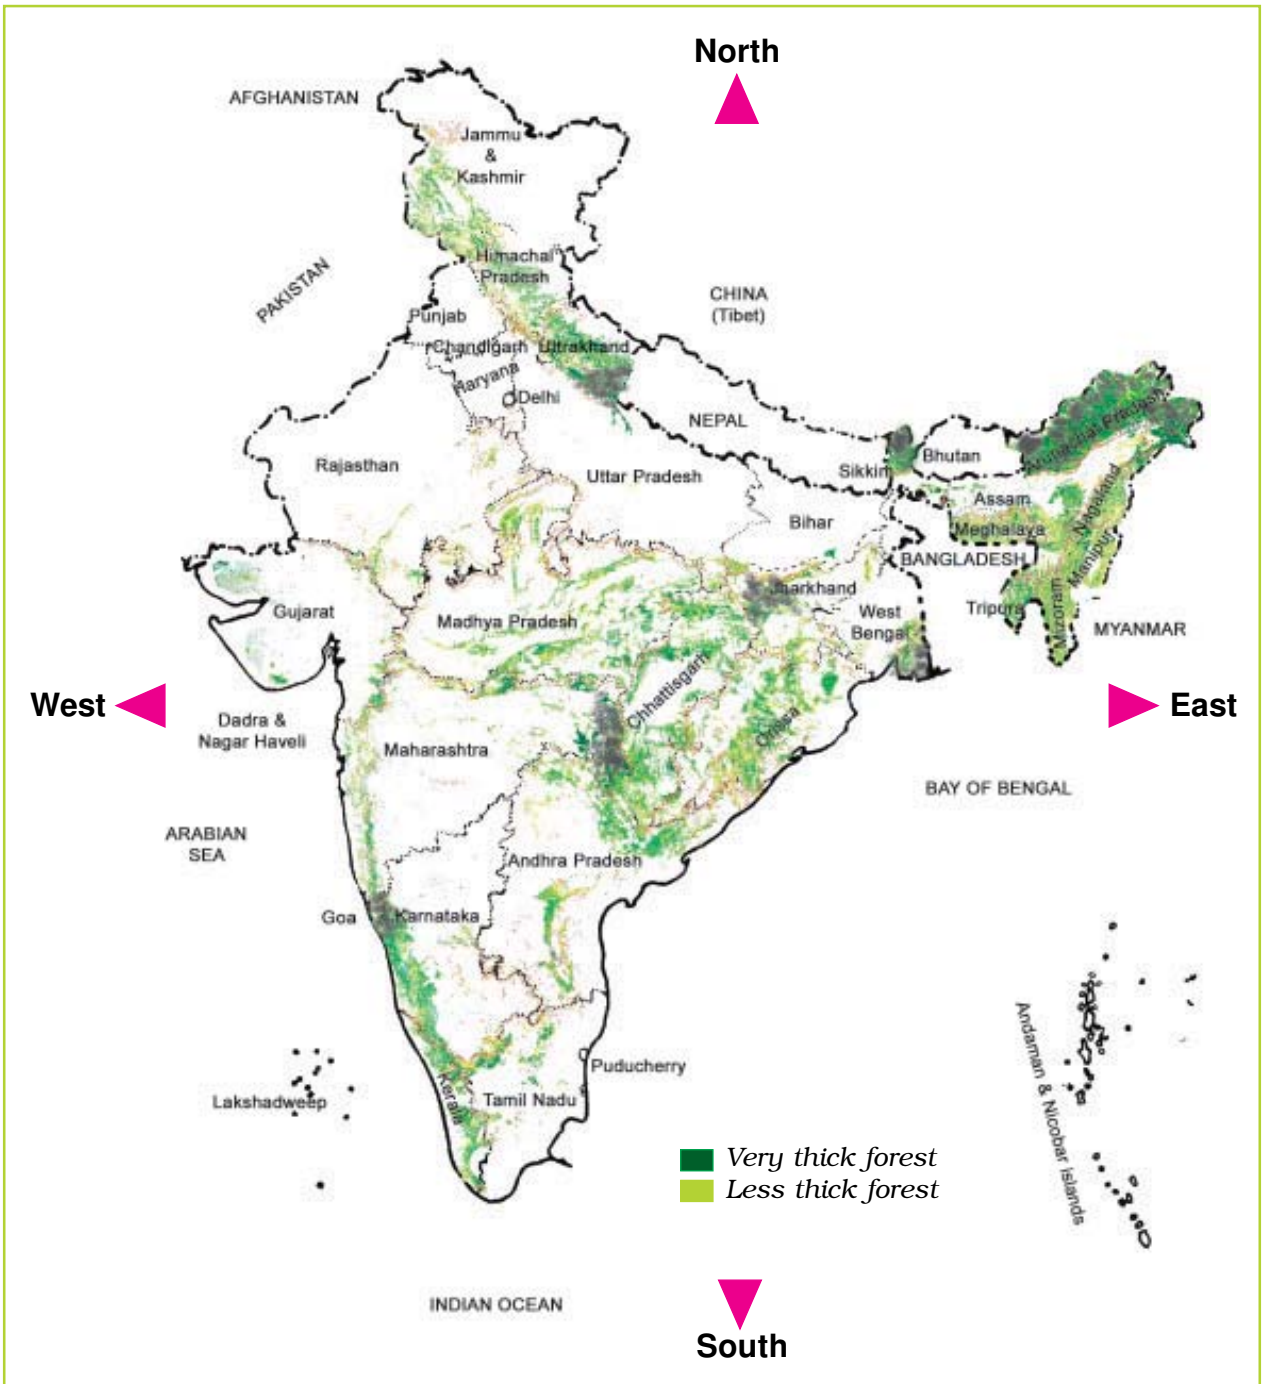 North
AFGHANISTAN
Jammu
&
Kashmir
Himachal
Pradesh
PAKISTAN
CHINA
(Tibet)
Punjab
Chandigarh
Uttrakhand
Haryana
Delhi
NEPAL
Arunachal Pradesh
Rajasthan
Uttar Pradesh
Sikkim
Bhutan
Assam
Nagaland
Bihar
Meghalaya
Manipur
BANGLADESH
Gujarat
Madhya Pradesh
Jharkhand
West
Bengal
Tripura
Mizoram
MYANMAR
West
East
Chhattisgarh
Orissa
Dadra &
Nagar Haveli
Maharashtra
BAY OF BENGAL
ARABIAN
SEA
Andhra Pradesh
Goa
Karnataka
Andaman & Nicobar islands
Puducherry
Lakshadweep
Kerala
Tamil Nadu
Very thick forest
Less thick forest
INDIAN OCEAN
South